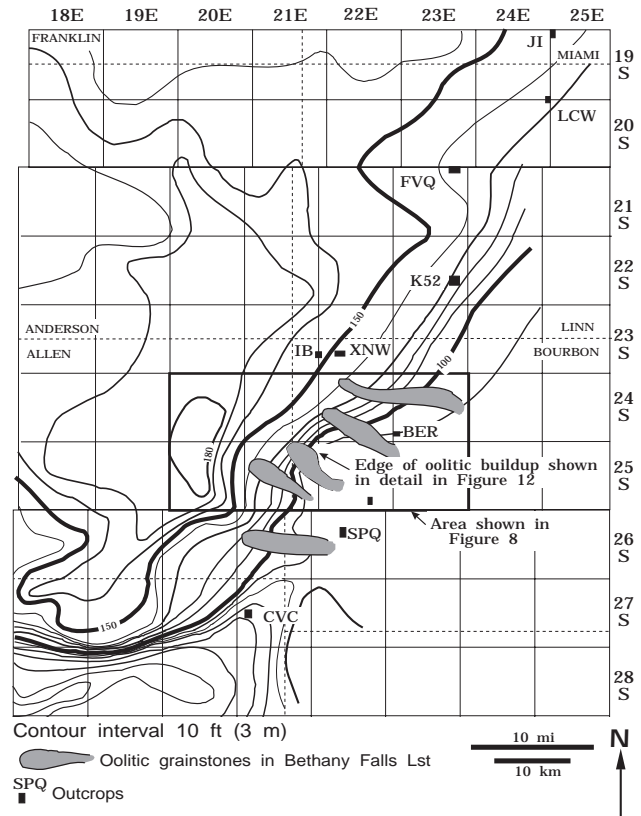 18E 19E 20E 21E 22E 23E 24E 25E
FRANKLIN
JI
MIAMI
19
S
LCW
20
S
FVQ
21
S
K52
22
S
150
ANDERSON
IB
XNW
LINN
23
S
ALLEN
BOURBON
100
24
S
180
BER
Edge of oolitic buildup shown
in detail in Figure 12
25
S
Area shown in
Figure 8
SPQ
26
S
150
CVC
27
S
28
S
Contour interval 10 ft (3 m)
10 mi
N
Oolitic grainstones in Bethany Falls Lst
10 km
SPQ
Outcrops